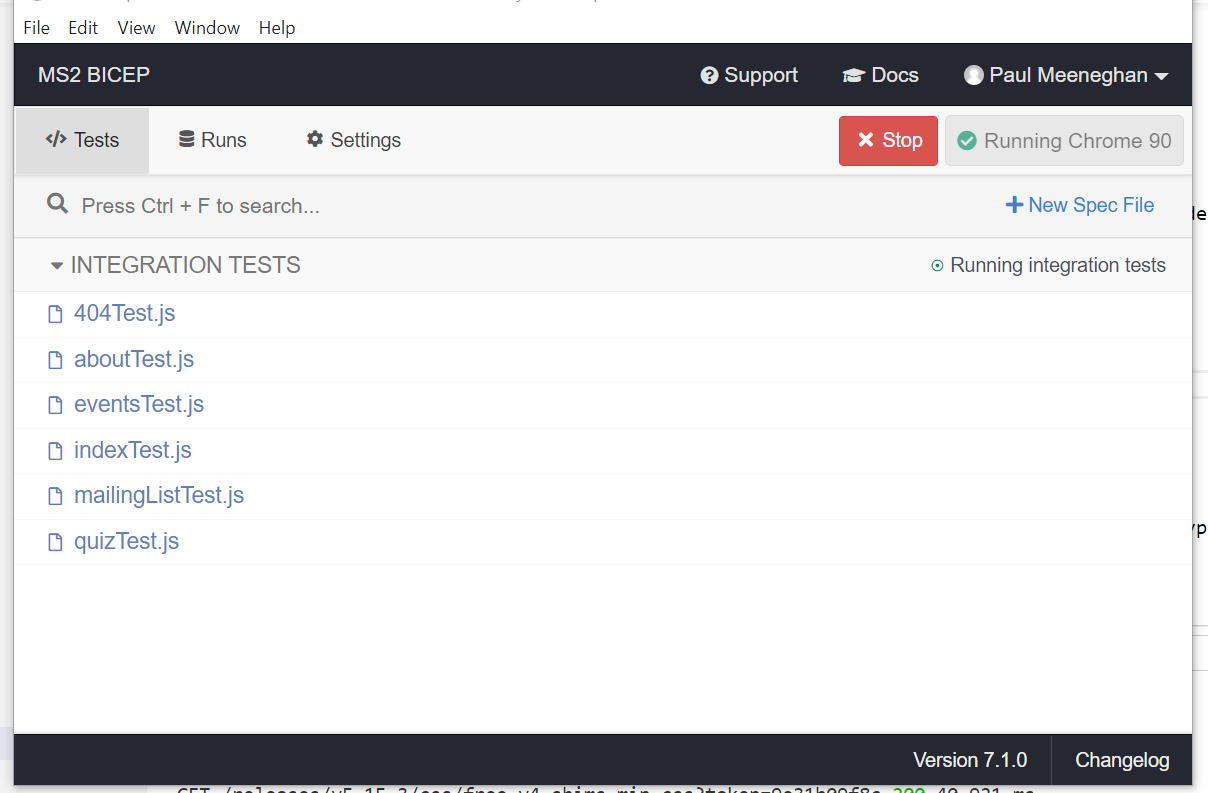 File Edit View Window Help
MS2 BICEP Support Docs Paul Meeneghan
Tests Runs Settings Stop Running Chrome 90
Press Ctrl + F to search... New Spec File
INTEGRATION TESTS Running integration tests
404Test.js
aboutTest.js
eventsTest.js
indexTest.js
mailingListTest.js
quizTest.js
Version 7.1.0 Changelog